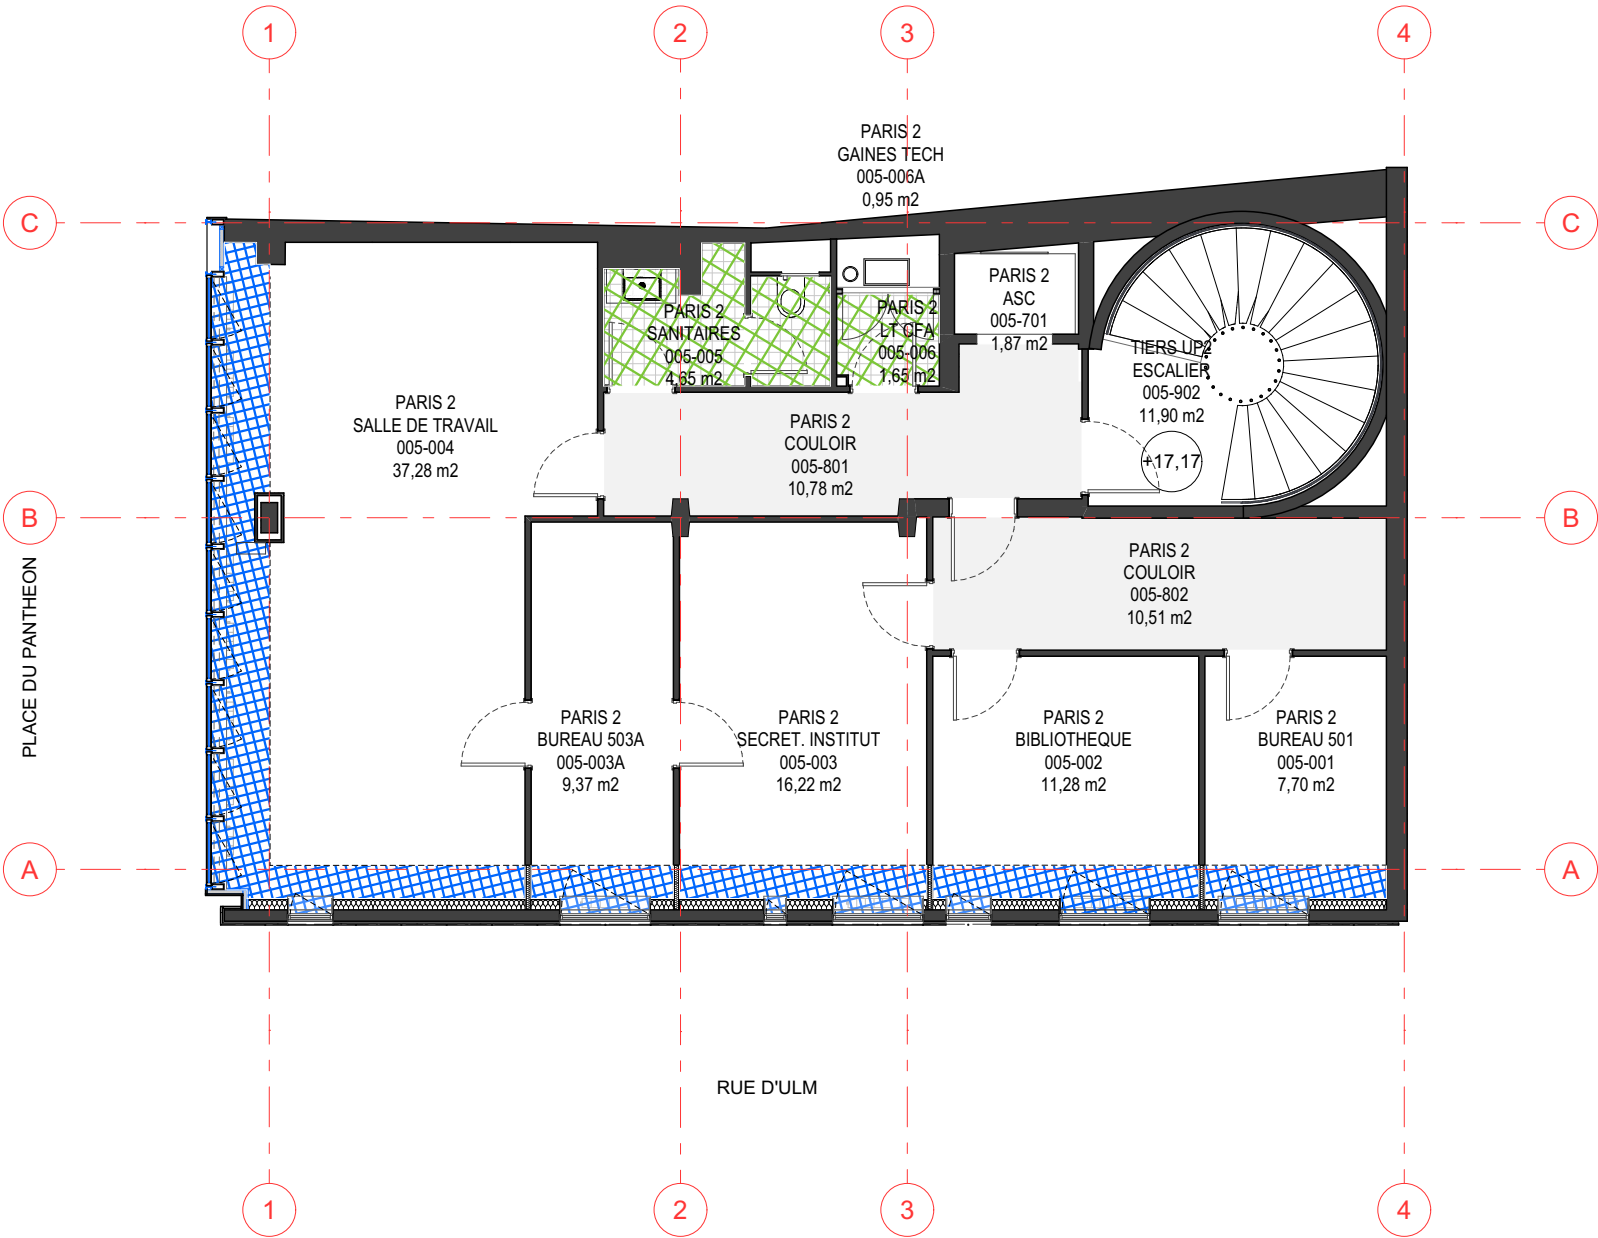 1
2
3
4
PARIS 2
GAINES TECH
005-006A
0,95 m2
C
C
PARIS 2
ASC
005-701
1,87 m2
PARIS 2
SANITAIRES
005-005
4,65 m2
PARIS 2
LT CFA
005-006
1,65 m2
TIERS UP2
ESCALIER
005-902
11,90 m2
+17,17
PARIS 2
SALLE DE TRAVAIL
005-004
37,28 m2
PARIS 2
COULOIR
005-801
10,78 m2
B
B
PLACE DU PANTHEON
PARIS 2
COULOIR
005-802
10,51 m2
PARIS 2
BUREAU 503A
005-003A
9,37 m2
PARIS 2
SECRET. INSTITUT
005-003
16,22 m2
PARIS 2
BIBLIOTHEQUE
005-002
11,28 m2
PARIS 2
BUREAU 501
005-001
7,70 m2
A
A
RUE D'ULM
1
2
3
4